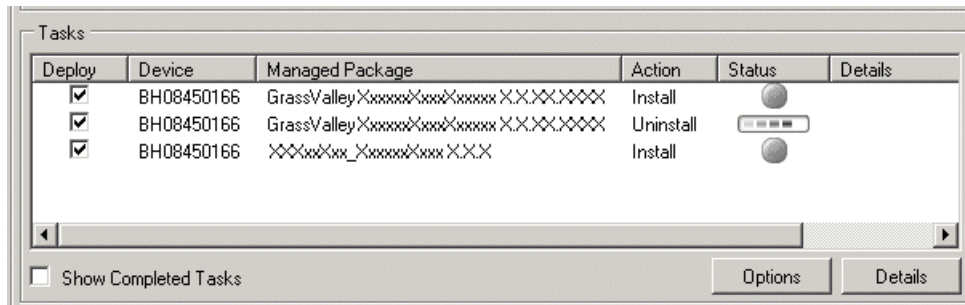 Tasks
Deploy Device Managed Package Action Status Details
BH08450166 GrassValleyXxxxxxXxxxXxxxxx X.X.XX.XXXX Install
BH08450166 GrassValleyXxxxxxXxxxXxxxxx X.X.XX.XXXX Uninstall
BH08450166 XXXxxXxx_XxxxxxXxxx X.X.X Install
Show Completed Tasks Options Details